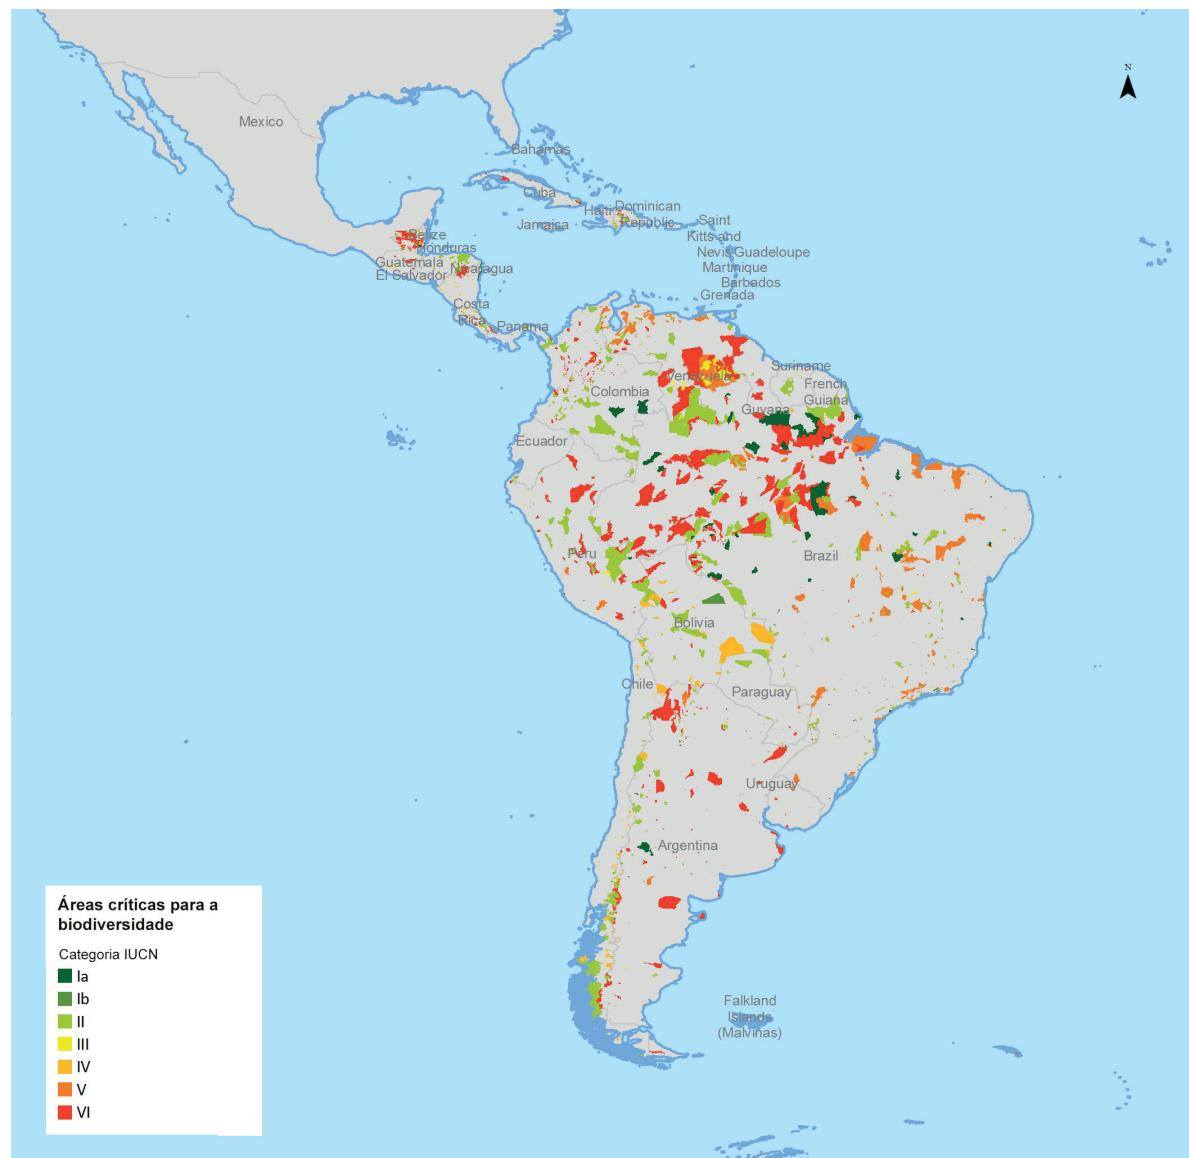 N
Mexico
Bahamas
Cuba
Haiti
Dominican
Republic
Jamaica
Saint
Kitts and
Nevis
Guadeloupe
Martinique
Barbados
Grenada
Belize
Honduras
Guatemala
El Salvador
Nicaragua
Costa
Rica
Panama
Venezuela
Suriname
French
Guiana
Guyana
Colombia
Ecuador
Peru
Brazil
Bolivia
Chile
Paraguay
Uruguay
Argentina
Falkland
Islands
(Malvinas)
Áreas críticas para a
biodiversidade
Categoria IUCN
Ia
Ib
II
III
IV
V
VI